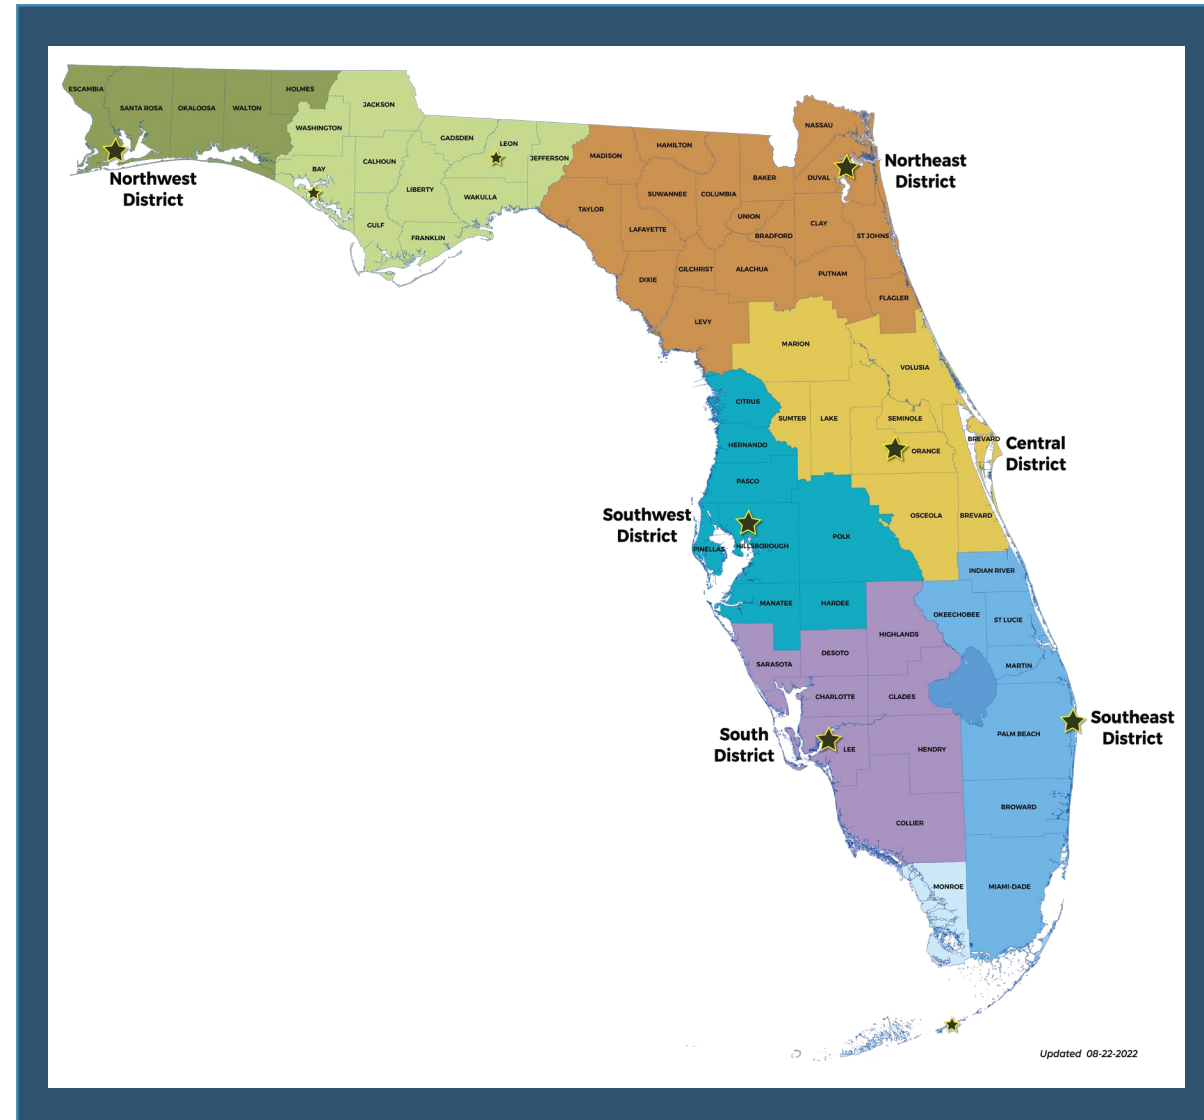 ESCAMBIA
SANTA ROSA
OKALOOSA
WALTON
HOLMES
JACKSON
WASHINGTON
BAY
CALHOUN
GULF
GADSDEN
LEON
JEFFERSON
LIBERTY
WAKULLA
FRANKLIN
Northwest
District
NASSAU
HAMILTON
MADISON
BAKER
DUVAL
SUWANNEE
COLUMBIA
TAYLOR
UNION
LAFAYETTE
BRADFORD
CLAY
ST JOHNS
GILCHRIST
ALACHUA
DIXIE
PUTNAM
FLAGLER
LEVY
Northeast
District
MARION
VOLUSIA
SUMTER
LAKE
SEMINOLE
ORANGE
BREVARD
OSCEOLA
BREVARD
Central
District
CITRUS
HERNANDO
PASCO
PINELLAS
HILLSBOROUGH
POLK
MANATEE
HARDEE
Southwest
District
INDIAN RIVER
OKEECHOBEE
ST LUCIE
MARTIN
PALM BEACH
BROWARD
MIAMI-DADE
Southeast
District
HIGHLANDS
SARASOTA
DESOTO
CHARLOTTE
GLADES
LEE
HENDRY
COLLIER
MONROE
South
District
Updated 08-22-2022